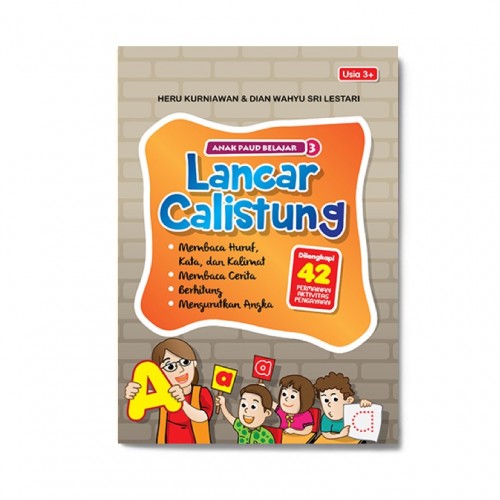 Usia 3+
HERU KURNIAWAN & DIAN WAHYU SRI LESTARI
ANAK PAUD BELAJAR 3
Lancar
Calistung
• Membaca Huruf,
Kata, dan Kalimat
• Membaca Cerita
• Berhitung
• Mengurutkan Angka
Dilengkapi
42
PERMAINAN
AKTIVITAS
PENGAYAAN
A
a
a
a